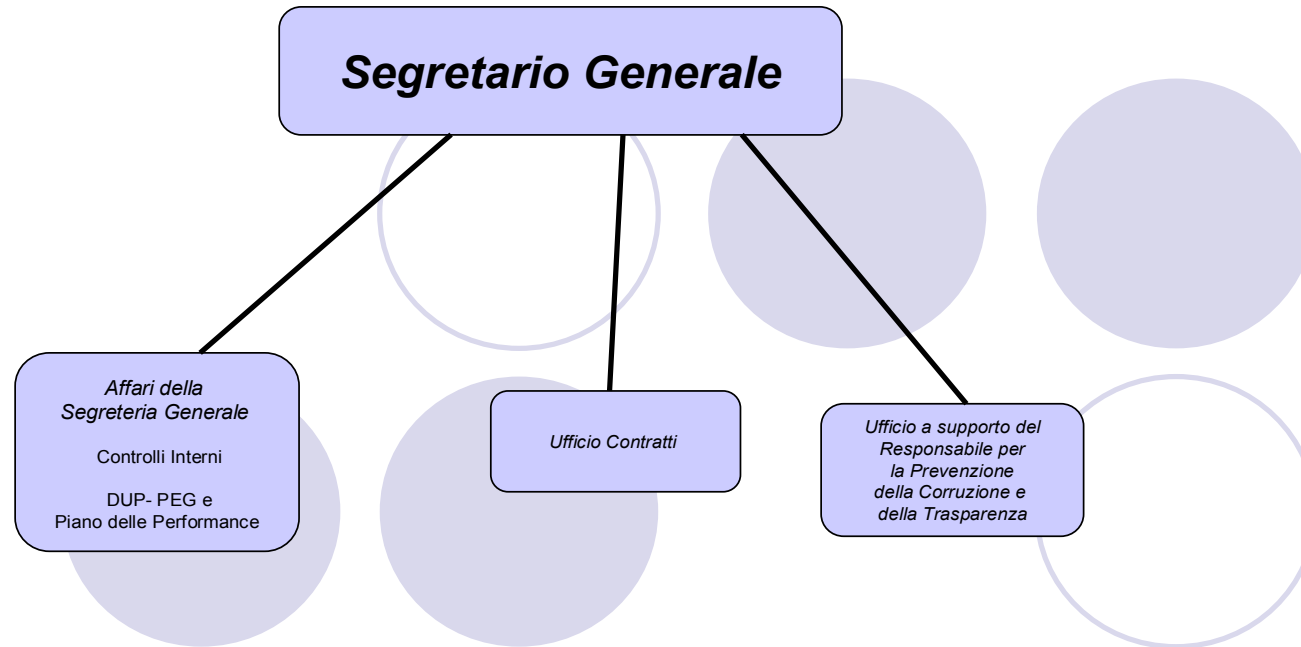 Segretario Generale
Affari della
Segreteria Generale
Controlli Interni
DUP- PEG e
Piano delle Performance
Ufficio Contratti
Ufficio a supporto del
Responsabile per
la Prevenzione
della Corruzione e
della Trasparenza